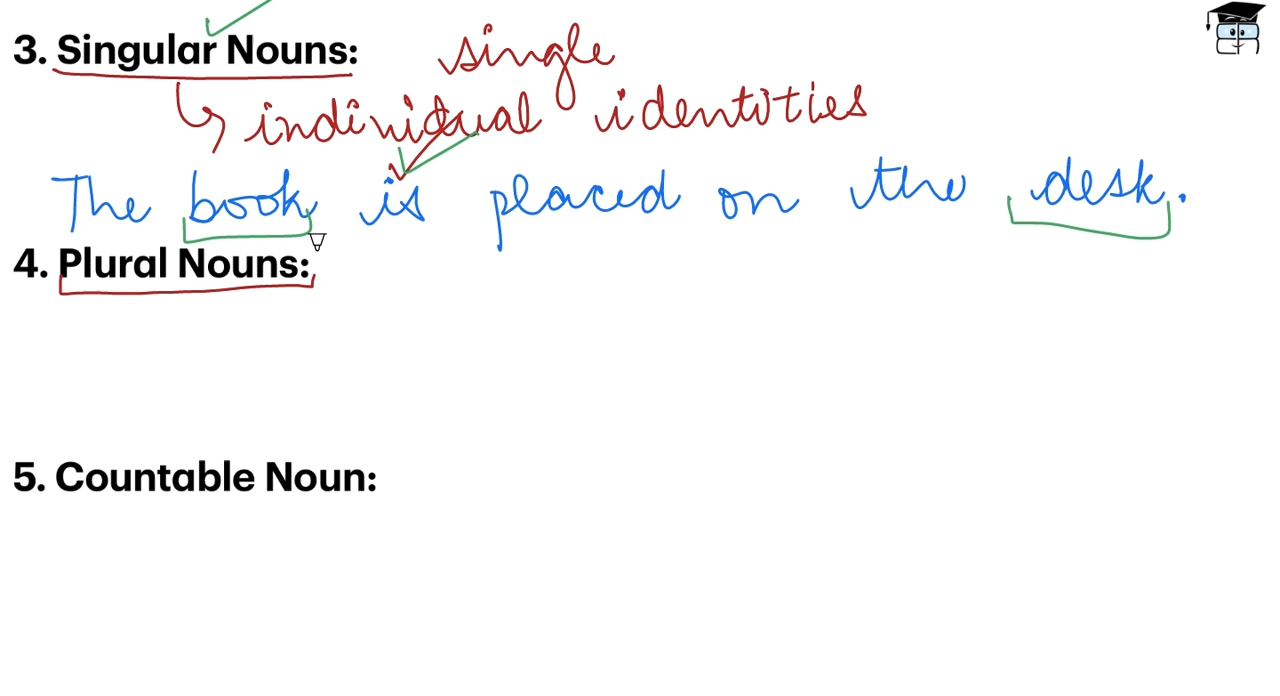 3. Singular Nouns: single
individual identities
The book is placed on the desk.
4. Plural Nouns:
5. Countable Noun: